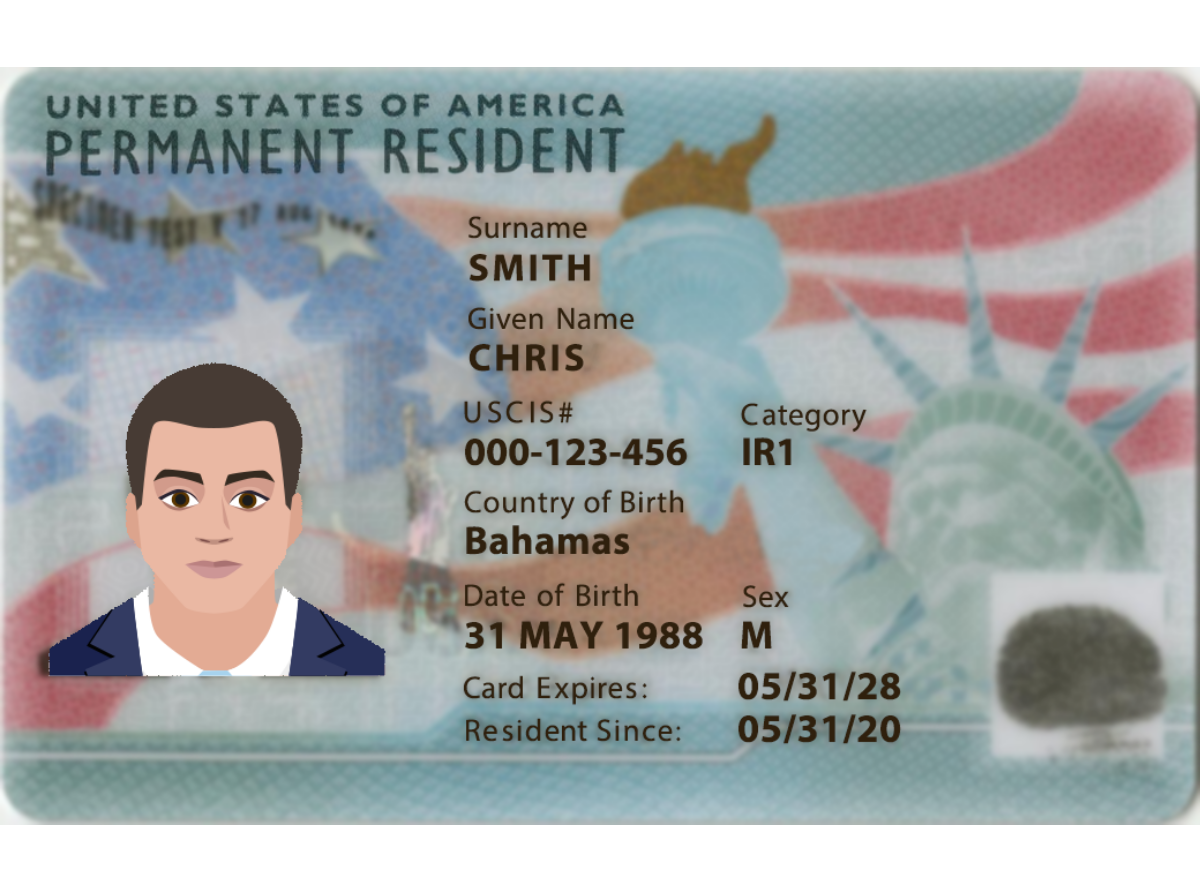 UNITED STATES OF AMERICA
PERMANENT RESIDENT
Surname
SMITH
Given Name
CHRIS
USCIS# Category
000-123-456 IR1
Country of Birth
Bahamas
Date of Birth Sex
31 MAY 1988 M
Card Expires: 05/31/28
Resident Since: 05/31/20